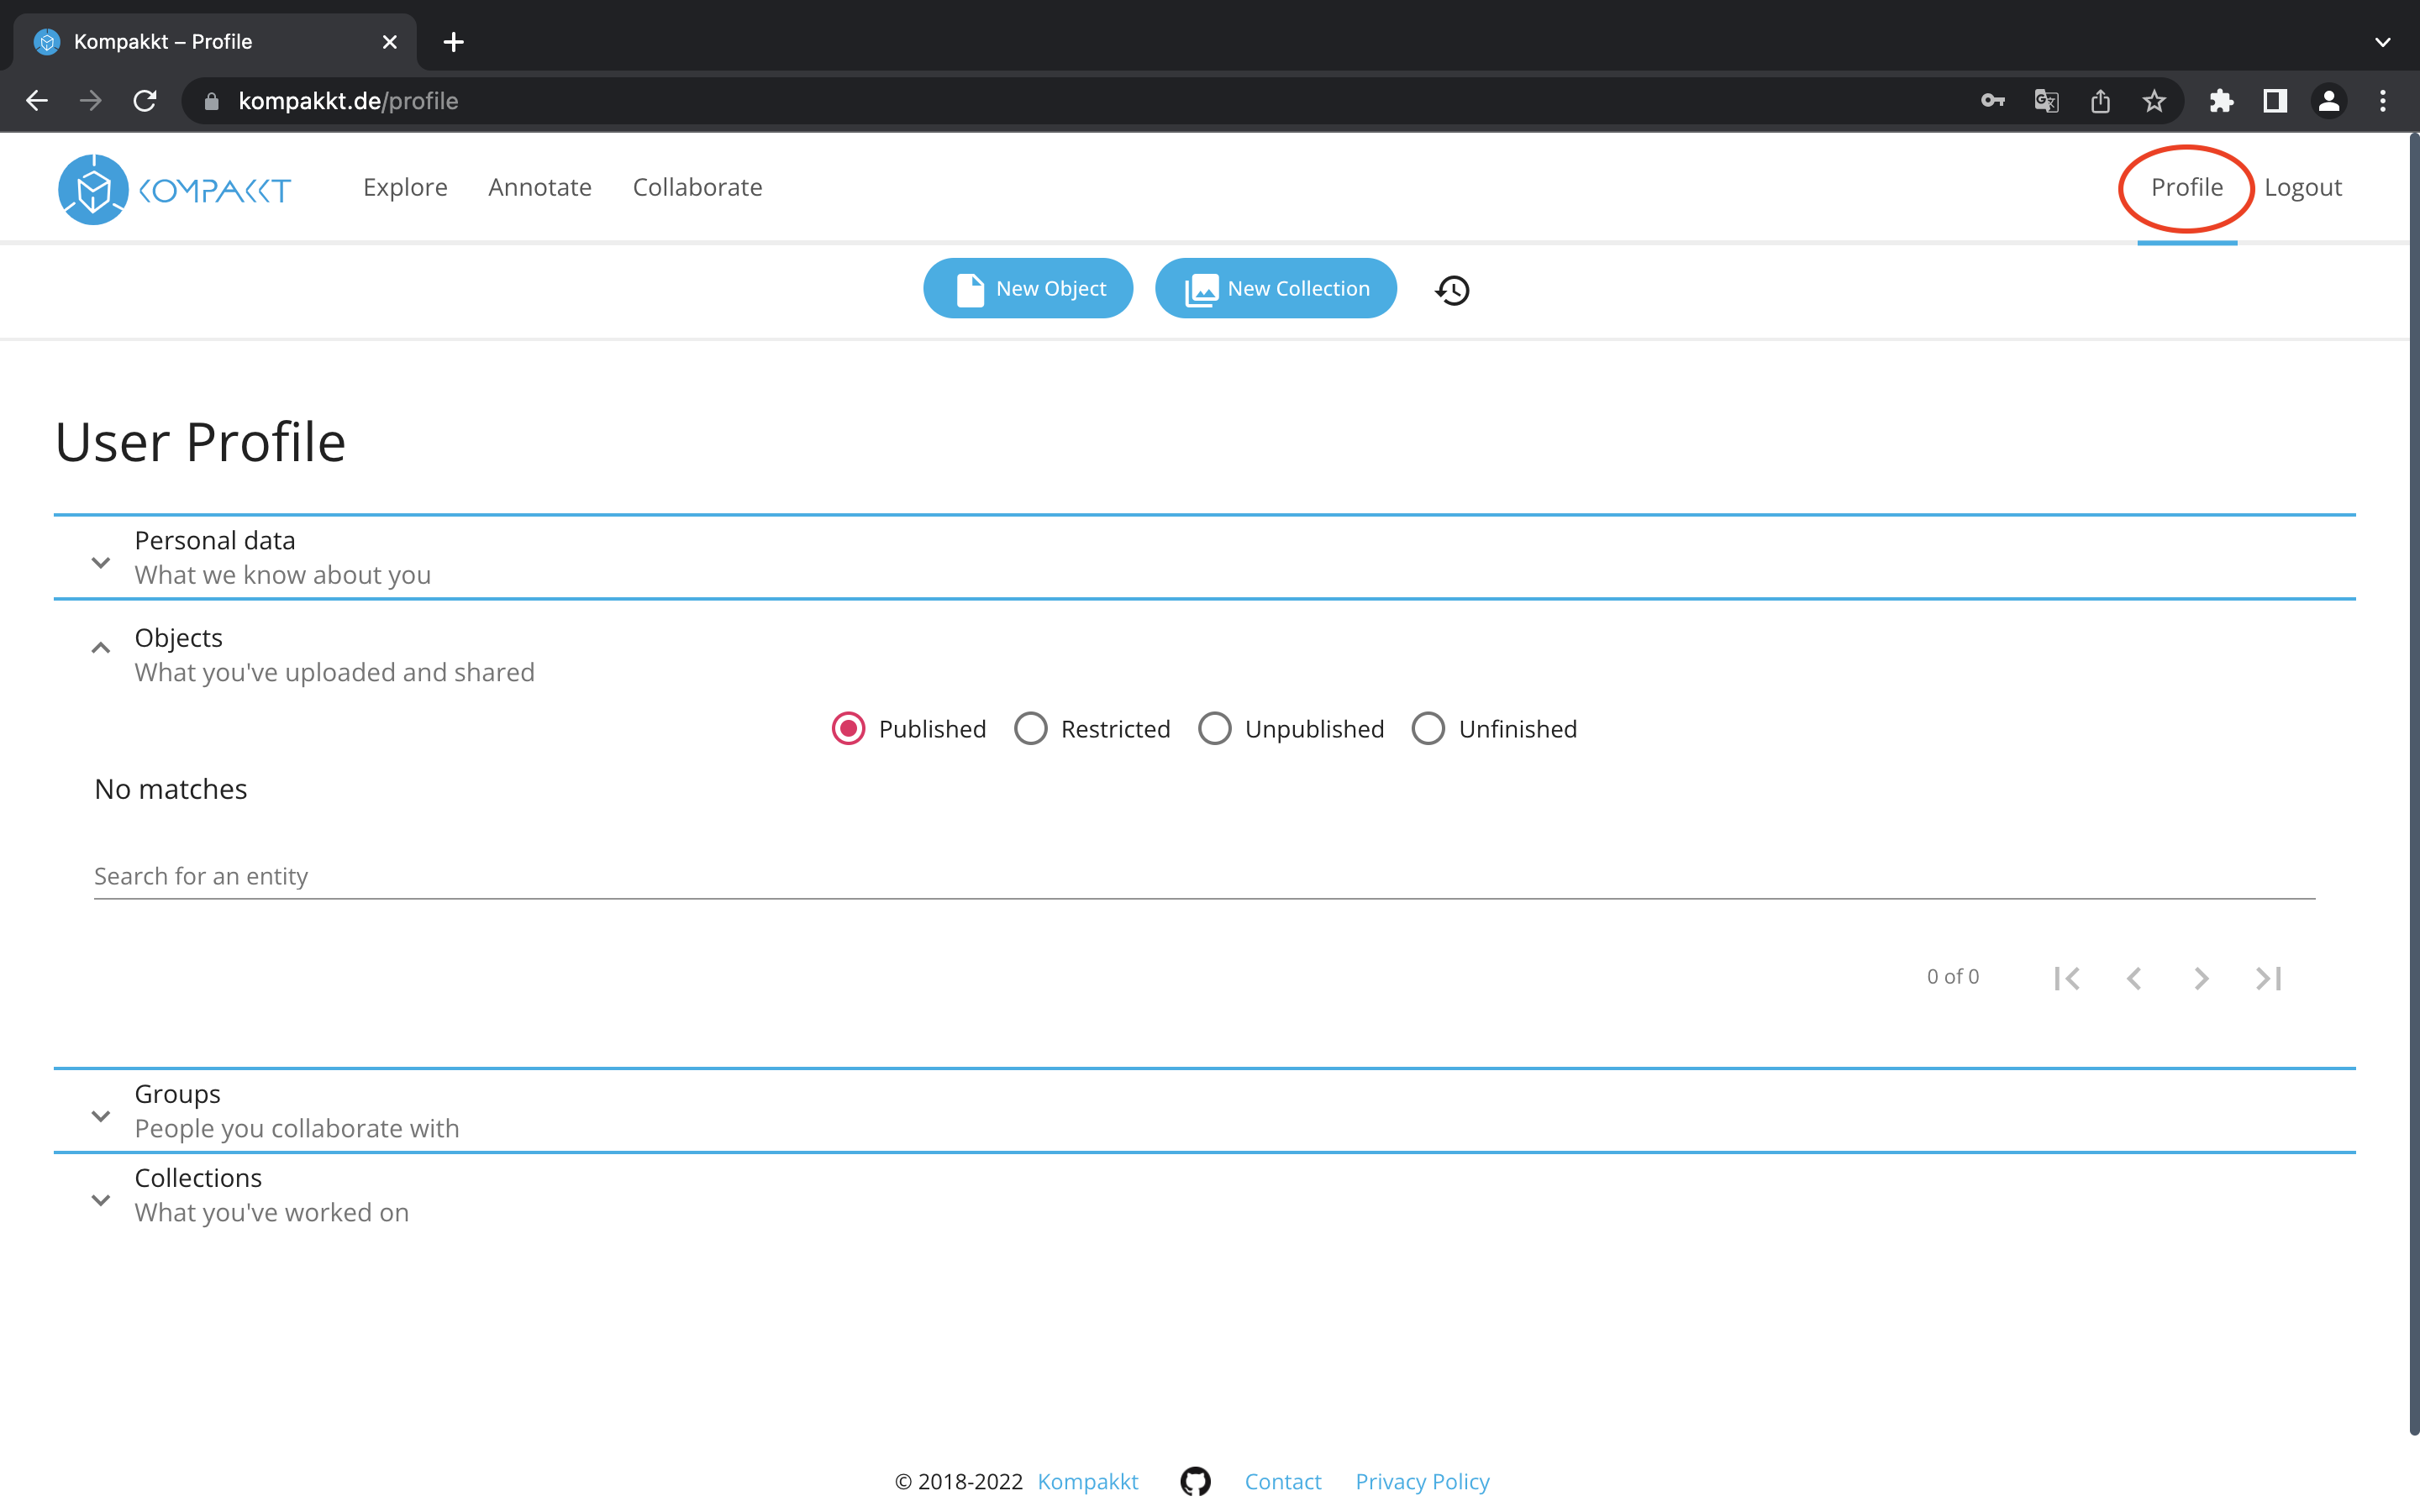 Kompakkt – Profile
kompakkt.de/profile
KOMPAKKT Explore Annotate Collaborate Profile Logout
New Object New Collection
User Profile
Personal data
What we know about you
Objects
What you've uploaded and shared
Published Restricted Unpublished Unfinished
No matches
Search for an entity
0 of 0
Groups
People you collaborate with
Collections
What you've worked on
© 2018-2022 Kompakkt Contact Privacy Policy